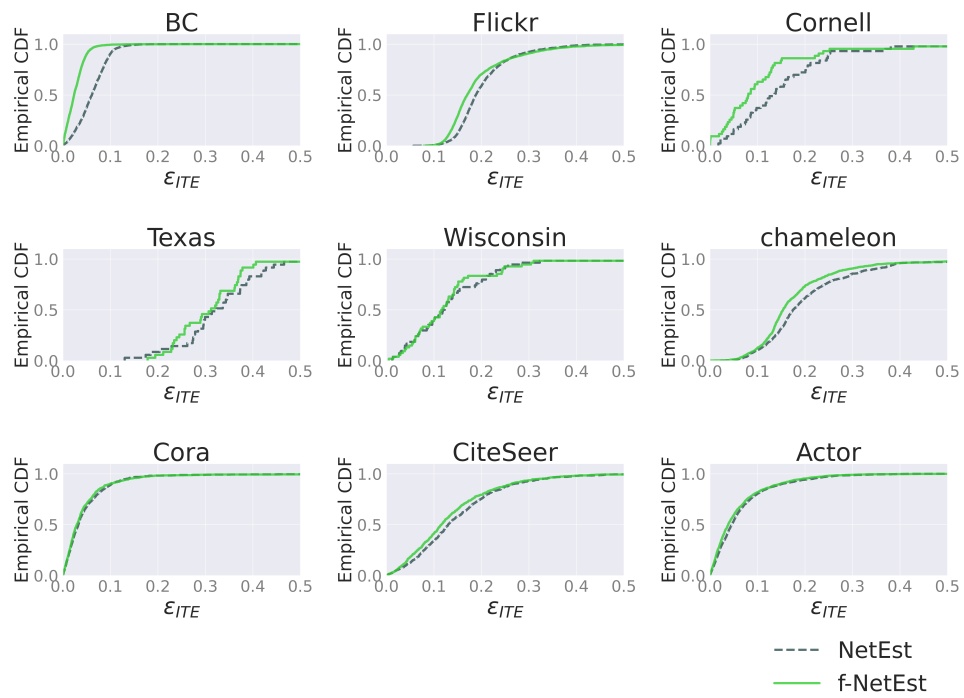 BC
Flickr
Cornell
Empirical CDF
1.0
0.5
0.0
0.0 0.1 0.2 0.3 0.4 0.5
ε_ITE
Empirical CDF
1.0
0.5
0.0
0.0 0.1 0.2 0.3 0.4 0.5
ε_ITE
Empirical CDF
1.0
0.5
0.0
0.0 0.1 0.2 0.3 0.4 0.5
ε_ITE
Texas
Wisconsin
chameleon
Empirical CDF
1.0
0.5
0.0
0.0 0.1 0.2 0.3 0.4 0.5
ε_ITE
Empirical CDF
1.0
0.5
0.0
0.0 0.1 0.2 0.3 0.4 0.5
ε_ITE
Empirical CDF
1.0
0.5
0.0
0.0 0.1 0.2 0.3 0.4 0.5
ε_ITE
Cora
CiteSeer
Actor
Empirical CDF
1.0
0.5
0.0
0.0 0.1 0.2 0.3 0.4 0.5
ε_ITE
Empirical CDF
1.0
0.5
0.0
0.0 0.1 0.2 0.3 0.4 0.5
ε_ITE
Empirical CDF
1.0
0.5
0.0
0.0 0.1 0.2 0.3 0.4 0.5
ε_ITE
NetEst
f-NetEst